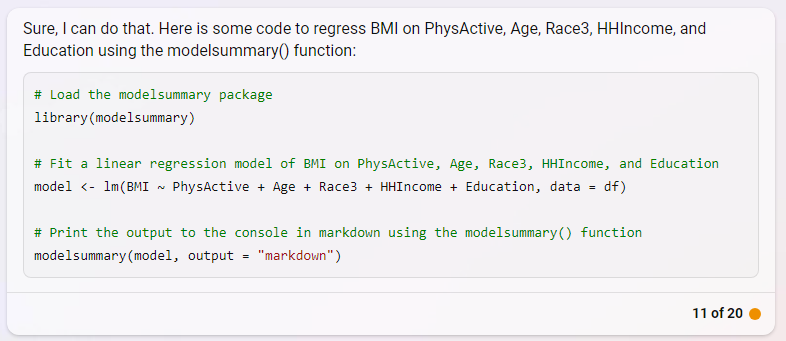 Sure, I can do that. Here is some code to regress BMI on PhysActive, Age, Race3, HHIncome, and
Education using the modelsummary() function:
# Load the modelsummary package
library(modelsummary)
# Fit a linear regression model of BMI on PhysActive, Age, Race3, HHIncome, and Education
model <- lm(BMI ~ PhysActive + Age + Race3 + HHIncome + Education, data = df)
# Print the output to the console in markdown using the modelsummary() function
modelsummary(model, output = "markdown")
11 of 20